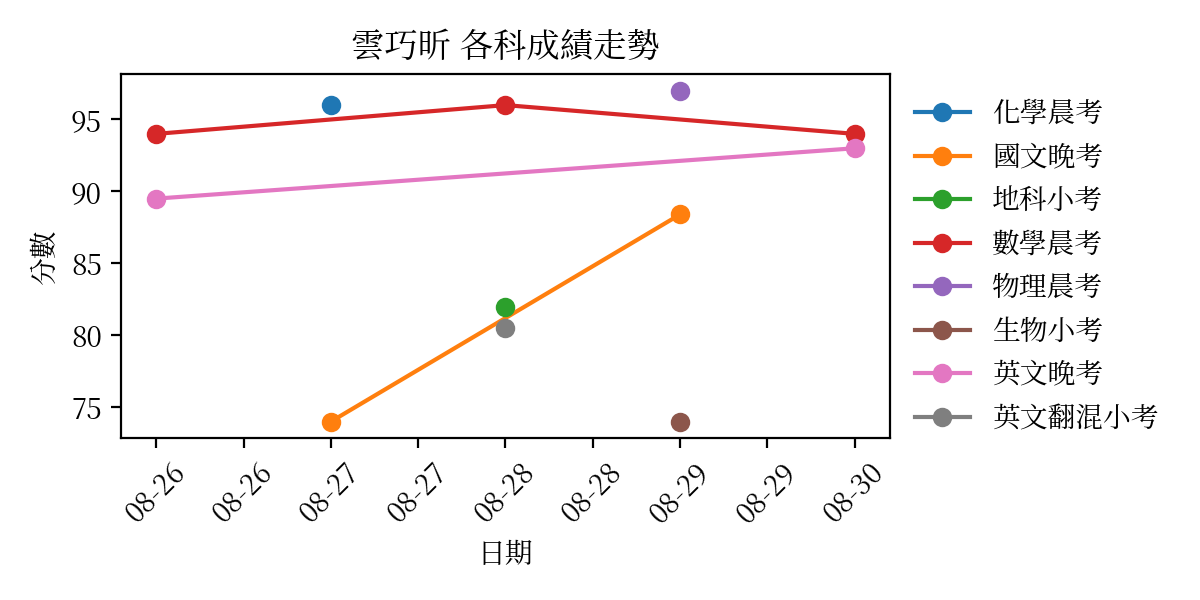 雲巧昕 各科成績走勢
分數
95
90
85
80
75
08-26
08-26
08-27
08-27
08-28
08-28
08-29
08-29
08-30
日期
化學晨考
國文晚考
地科小考
數學晨考
物理晨考
生物小考
英文晚考
英文翻混小考